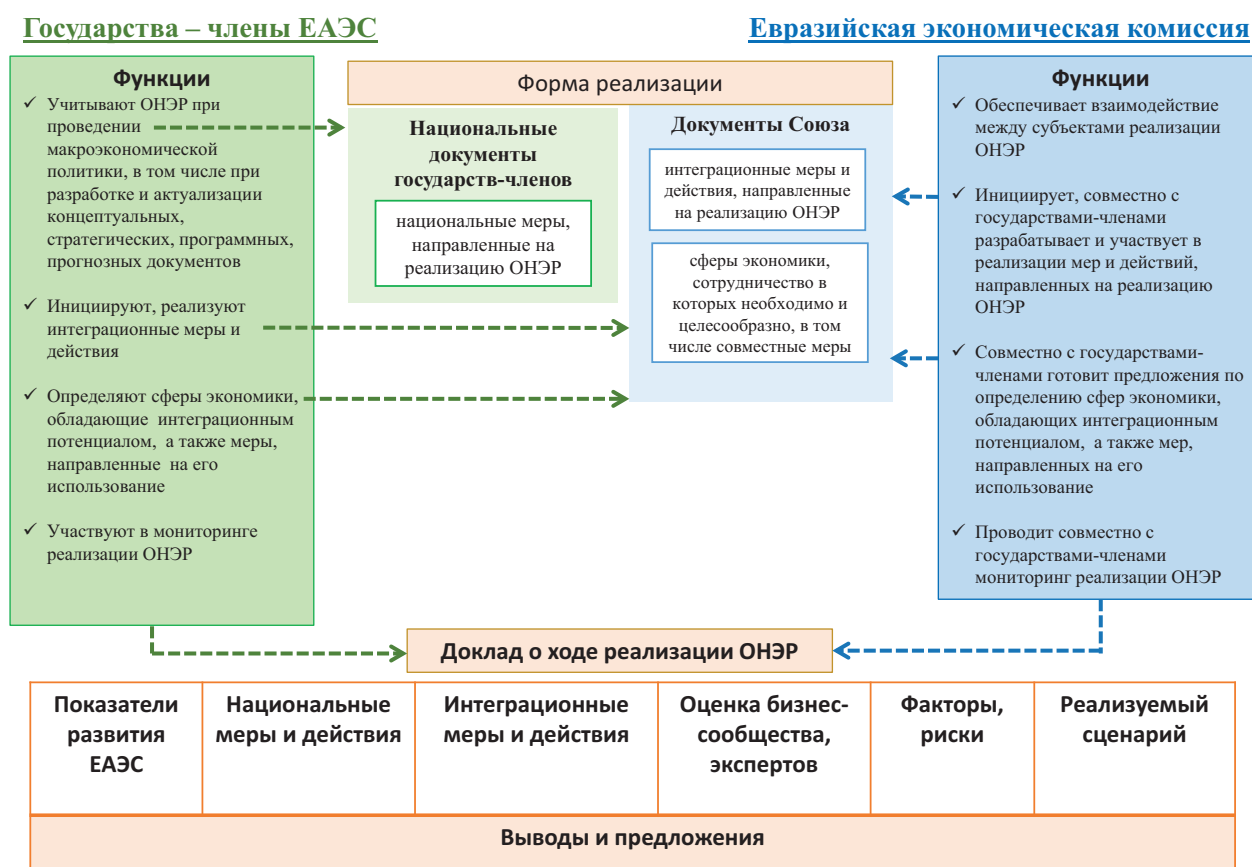 Государства – члены ЕАЭС
Евразийская экономическая комиссия
Функции
✓ Учитывают ОНЭР при
проведении
макроэкономической
политики, в том числе при
разработке и актуализации
концептуальных,
стратегических, программных,
прогнозных документов
✓ Инициируют, реализуют
интеграционные меры и
действия
✓ Определяют сферы экономики,
обладающие интеграционным
потенциалом, а также меры,
направленные на его
использование
✓ Участвуют в мониторинге
реализации ОНЭР
Форма реализации
Национальные
документы
государств-членов
национальные меры,
направленные на
реализацию ОНЭР
Документы Союза
интеграционные меры и
действия, направленные
на реализацию ОНЭР
сферы экономики,
сотрудничество в
которых необходимо и
целесообразно, в том
числе совместные меры
Функции
✓ Обеспечивает взаимодействие
между субъектами реализации
ОНЭР
✓ Инициирует, совместно с
государствами-членами
разрабатывает и участвует в
реализации мер и действий,
направленных на реализацию
ОНЭР
✓ Совместно с государствами-
членами готовит предложения по
определению сфер экономики,
обладающих интеграционным
потенциалом, а также мер,
направленных на его
использование
✓ Проводит совместно с
государствами-членами
мониторинг реализации ОНЭР
Доклад о ходе реализации ОНЭР
Показатели
развития
ЕАЭС
Национальные
меры и действия
Интеграционные
меры и действия
Оценка бизнес-
сообщества,
экспертов
Факторы,
риски
Реализуемый
сценарий
Выводы и предложения